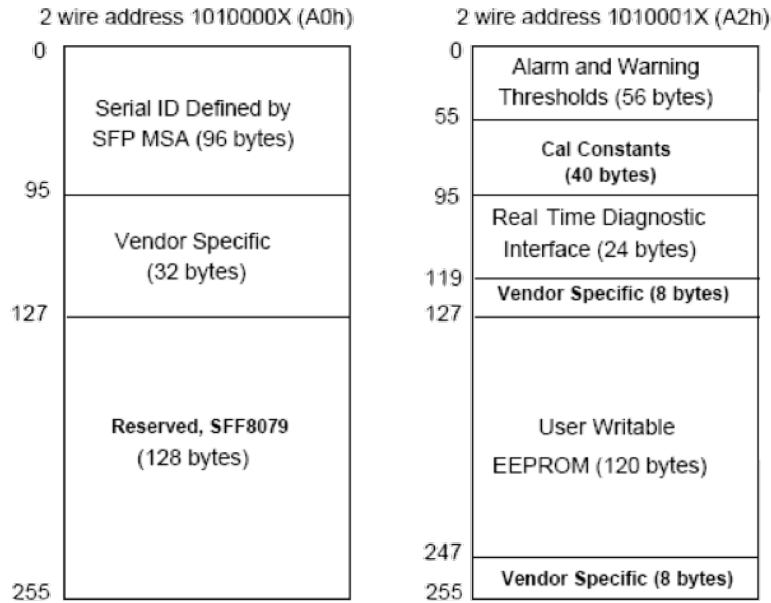 2 wire address 1010000X (A0h)
0
Serial ID Defined by
SFP MSA (96 bytes)
95
Vendor Specific
(32 bytes)
127
Reserved, SFF8079
(128 bytes)
255
2 wire address 1010001X (A2h)
0
Alarm and Warning
Thresholds (56 bytes)
55
Cal Constants
(40 bytes)
95
Real Time Diagnostic
Interface (24 bytes)
119
Vendor Specific (8 bytes)
127
User Writable
EEPROM (120 bytes)
247
Vendor Specific (8 bytes)
255